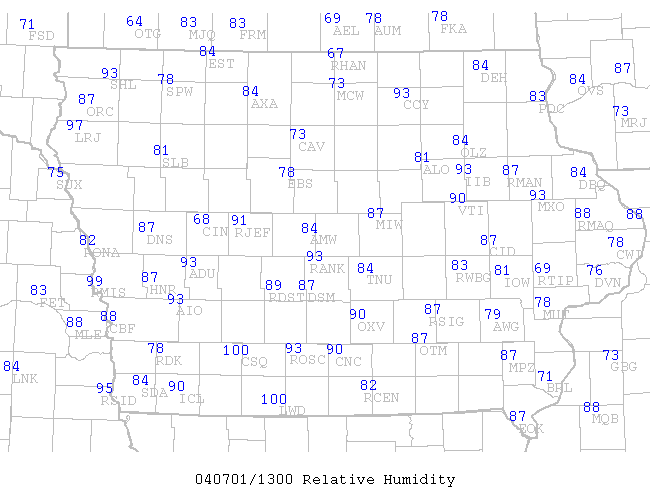 71 FSD
64 OTG
83 MJQ
83 FRM
69 AEL
78 AUM
78 FKA
84 EST
67 RHAN
93 SHL
78 SPW
84 AXA
73 MCW
93 CCY
84 DEH
83 PDC
84 OVS
87
73 MRJ
87 ORC
97 LRJ
81 SLB
73 CAV
84 OLZ
81 ALO
75 SUX
78 EBS
93 IIB
87 RMAN
84 DBQ
90 VTI
93 MXO
88 RMAQ
88
82 RONA
87 DNS
68 CIN
91 RJEF
84 AMW
87 MIW
87 CID
78 CWI
99 RMIS
87 HNR
93 ADU
93 RANK
84 TNU
83 RWBG
81 IOW
69 RTIP
76 DVN
83 FET
93 AIO
89 RDST
87 DSM
78 MUT
88 MLE
88 CBF
90 OXV
87 RSIG
79 AWG
78 RDK
100 CSQ
93 ROSC
90 CNC
87 OTM
87 MPZ
73 GBG
84 LNK
95 RSID
84 SDA
90 ICL
100 LWD
82 RCEN
71 BRL
87 EOK
88 MQB
040701/1300 Relative Humidity